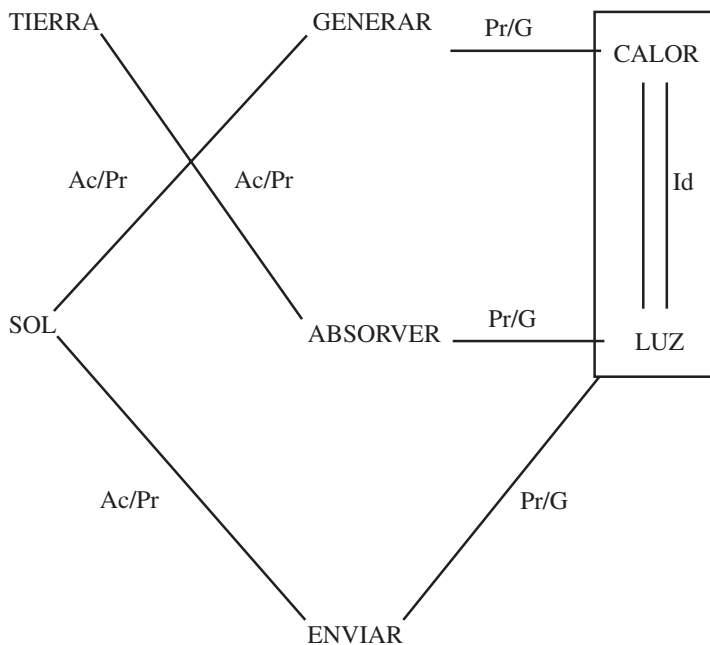 TIERRA GENERAR Pr/G CALOR
Ac/Pr Ac/Pr Id
SOL ABSORVER Pr/G LUZ
Ac/Pr Pr/G
ENVIAR